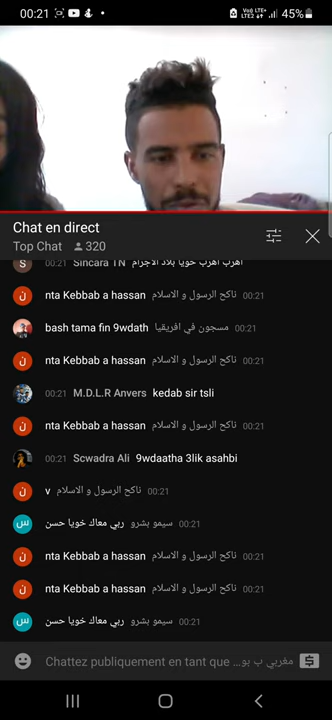 00:21 Voð LTE+ LTE2 45%
Chat en direct
Top Chat 320
S 00:21 Sincara TN اهرب اهرب خويا بلاد الاجرام
ن nta Kebbab a hassan ناكح الرسول و الاسلام 00:21
bash tama fin 9wdath مسجون في افريقيا 00:21
ن nta Kebbab a hassan ناكح الرسول و الاسلام 00:21
00:21 M.D.L.R Anvers kedab sir tsli
ن nta Kebbab a hassan ناكح الرسول و الاسلام 00:21
00:21 Scwadra Ali 9wdaatha 3lik asahbi
ن v ناكح الرسول و الاسلام 00:21
س ربي معاك خويا حسن سيمو بشرو 00:21
ن nta Kebbab a hassan ناكح الرسول و الاسلام 00:21
ن nta Kebbab a hassan ناكح الرسول و الاسلام 00:21
س ربي معاك خويا حسن سيمو بشرو 00:21
Chattez publiquement en tant que ...مغربي ب بو